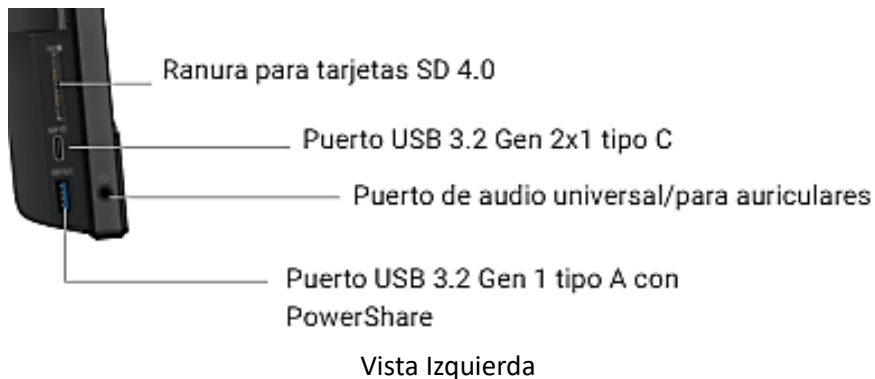 Ranura para tarjetas SD 4.0
Puerto USB 3.2 Gen 2x1 tipo C
Puerto de audio universal/para auriculares
Puerto USB 3.2 Gen 1 tipo A con
PowerShare
Vista Izquierda